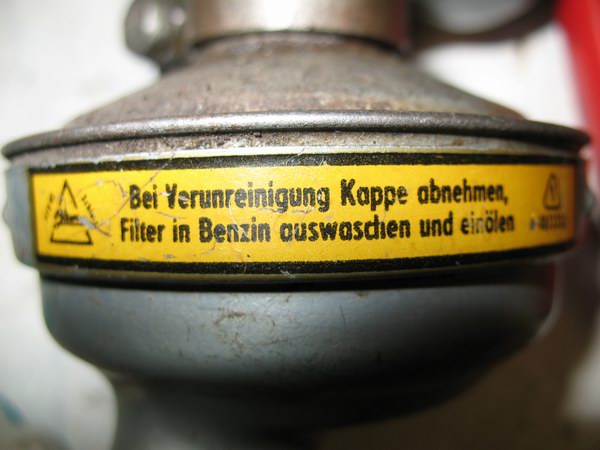 Bei Verunreinigung Kappe abnehmen,
Filter in Benzin auswaschen und einölen